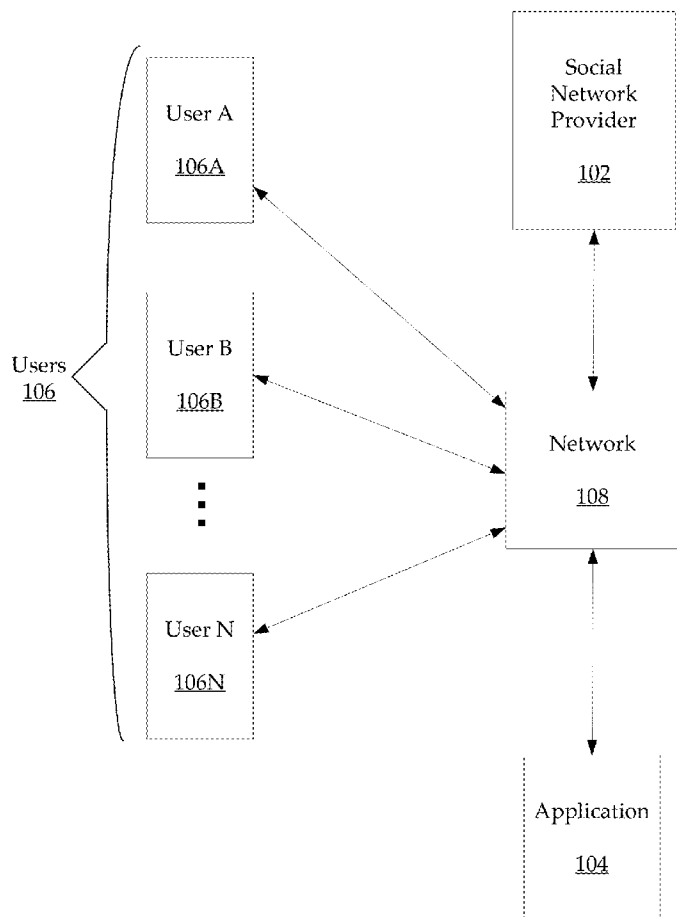 User A
106A
User B
106B
User N
106N
Users
106
Social
Network
Provider
102
Network
108
Application
104